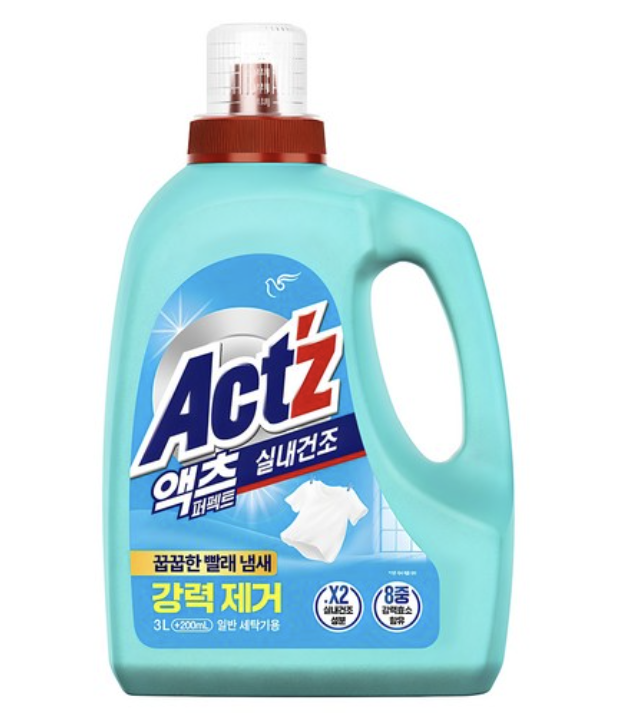 Act'z
액츠
퍼펙트
실내건조
꿉꿉한 빨래 냄새
강력 제거
3L +200mL 일반 세탁기용
X2
실내건조
성분
8중
강력효소
함유